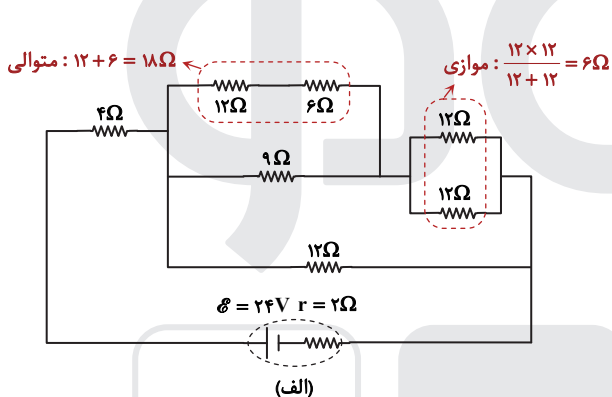 متوالی : ۱۲+۶ = ۱۸Ω
موازی : ۱۲×۱۲ / ۱۲+۱۲ = ۶Ω
۱۲Ω ۶Ω
۴Ω
۱۲Ω
۹Ω
۱۲Ω
۱۲Ω
ℰ = ۲۴V r = ۲Ω
(الف)